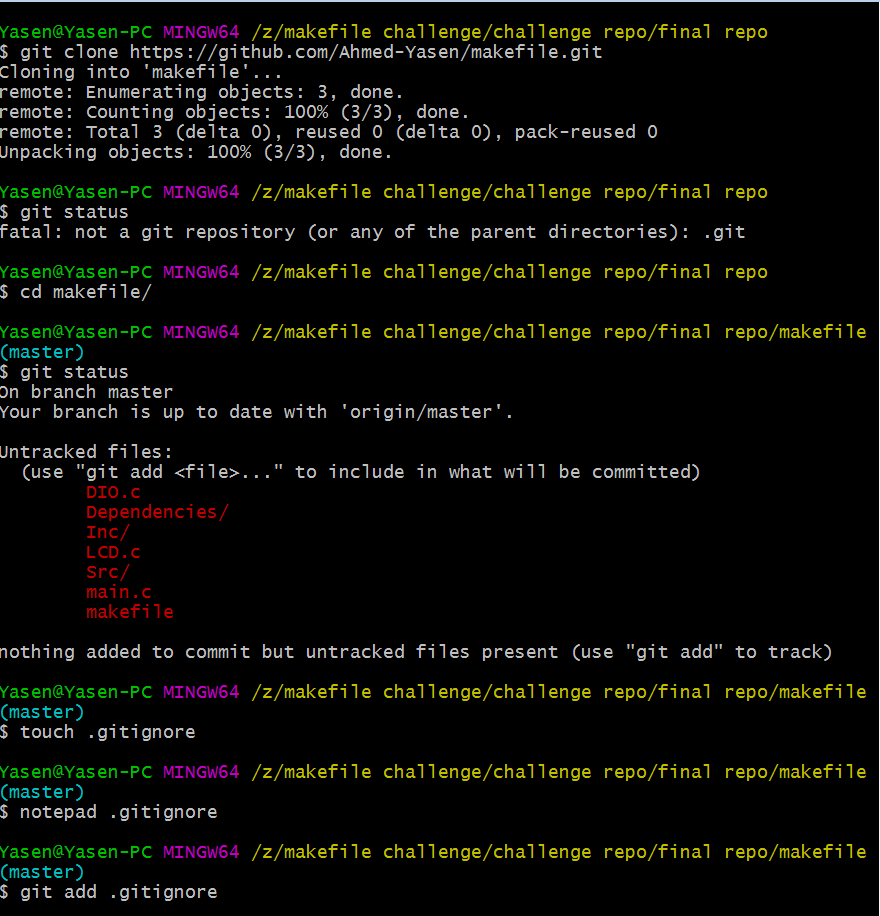 Yasen@Yasen-PC MINGW64 /z/makefile challenge/challenge repo/final repo
$ git clone https://github.com/Ahmed-Yasen/makefile.git
Cloning into 'makefile'...
remote: Enumerating objects: 3, done.
remote: Counting objects: 100% (3/3), done.
remote: Total 3 (delta 0), reused 0 (delta 0), pack-reused 0
Unpacking objects: 100% (3/3), done.
Yasen@Yasen-PC MINGW64 /z/makefile challenge/challenge repo/final repo
$ git status
fatal: not a git repository (or any of the parent directories): .git
Yasen@Yasen-PC MINGW64 /z/makefile challenge/challenge repo/final repo
$ cd makefile/
Yasen@Yasen-PC MINGW64 /z/makefile challenge/challenge repo/final repo/makefile
(master)
$ git status
On branch master
Your branch is up to date with 'origin/master'.
Untracked files:
(use "git add <file>..." to include in what will be committed)
DIO.c
Dependencies/
Inc/
LCD.c
Src/
main.c
makefile
nothing added to commit but untracked files present (use "git add" to track)
Yasen@Yasen-PC MINGW64 /z/makefile challenge/challenge repo/final repo/makefile
(master)
$ touch .gitignore
Yasen@Yasen-PC MINGW64 /z/makefile challenge/challenge repo/final repo/makefile
(master)
$ notepad .gitignore
Yasen@Yasen-PC MINGW64 /z/makefile challenge/challenge repo/final repo/makefile
(master)
$ git add .gitignore